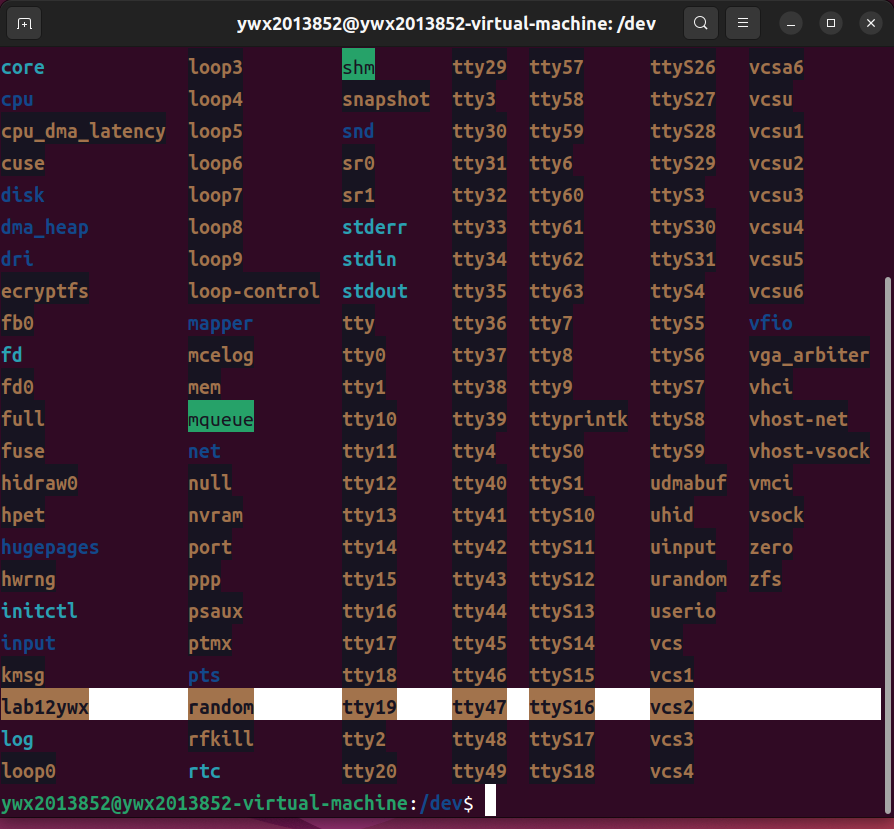 ywx2013852@ywx2013852-virtual-machine: /dev
core loop3 shm tty29 tty57 ttyS26 vcsa6
cpu loop4 snapshot tty3 tty58 ttyS27 vcsu
cpu_dma_latency loop5 snd tty30 tty59 ttyS28 vcsu1
cuse loop6 sr0 tty31 tty6 ttyS29 vcsu2
disk loop7 sr1 tty32 tty60 ttyS3 vcsu3
dma_heap loop8 stderr tty33 tty61 ttyS30 vcsu4
dri loop9 stdin tty34 tty62 ttyS31 vcsu5
ecryptfs loop-control stdout tty35 tty63 ttyS4 vcsu6
fb0 mapper tty tty36 tty7 ttyS5 vfio
fd mcelog tty0 tty37 tty8 ttyS6 vga_arbiter
fd0 mem tty1 tty38 tty9 ttyS7 vhci
full mqueue tty10 tty39 ttyprintk ttyS8 vhost-net
fuse net tty11 tty4 ttyS0 ttyS9 vhost-vsock
hidraw0 null tty12 tty40 ttyS1 udmabuf vmci
hpet nvram tty13 tty41 ttyS10 uhid vsock
hugepages port tty14 tty42 ttyS11 uinput zero
hwrng ppp tty15 tty43 ttyS12 urandom zfs
initctl psaux tty16 tty44 ttyS13 userio
input ptmx tty17 tty45 ttyS14 vcs
kmsg pts tty18 tty46 ttyS15 vcs1
lab12ywx random tty19 tty47 ttyS16 vcs2
log rfkill tty2 tty48 ttyS17 vcs3
loop0 rtc tty20 tty49 ttyS18 vcs4
ywx2013852@ywx2013852-virtual-machine:/dev$